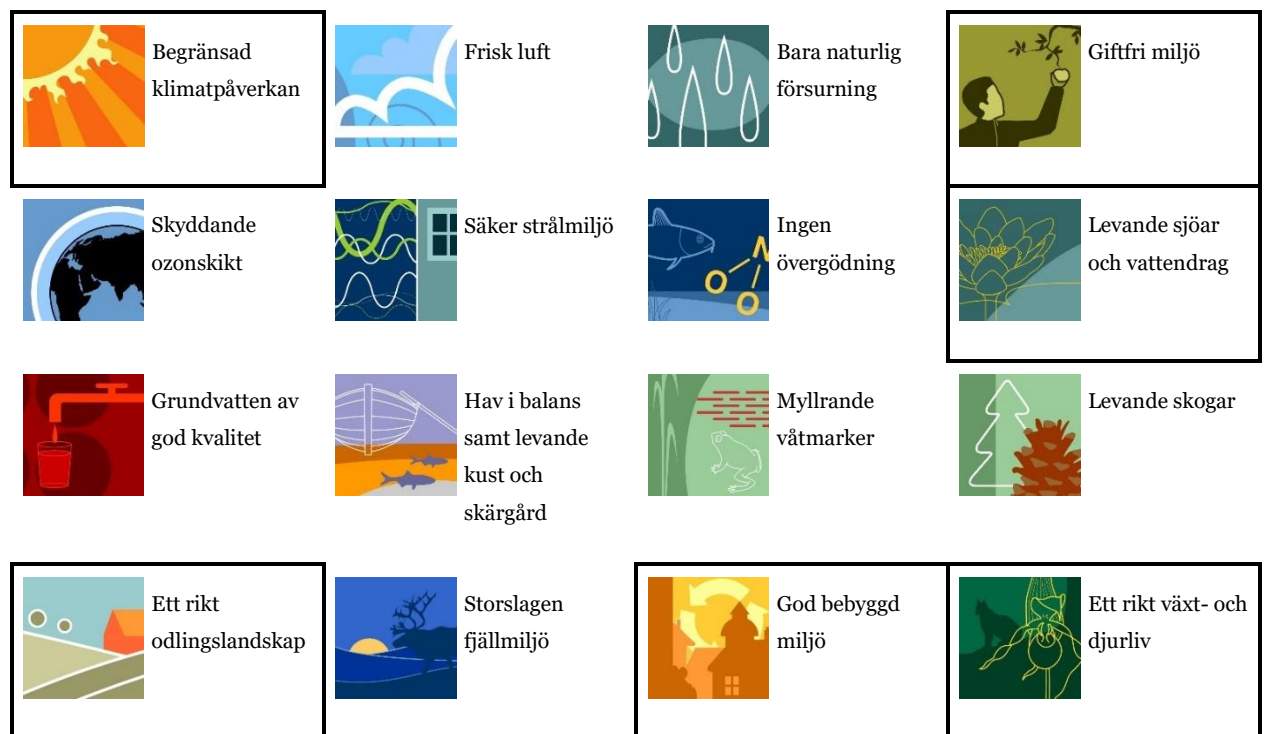 Begränsad
klimatpåverkan
Frisk luft
Bara naturlig
försurning
Giftfri miljö
Skyddande
ozonskikt
Säker strålmiljö
Ingen
övergödning
N
O
O
Levande sjöar
och vattendrag
Grundvatten av
god kvalitet
Hav i balans
samt levande
kust och
skärgård
Myllrande
våtmarker
Levande skogar
Ett rikt
odlingslandskap
Storslagen
fjällmiljö
God bebyggd
miljö
Ett rikt växt- och
djurliv